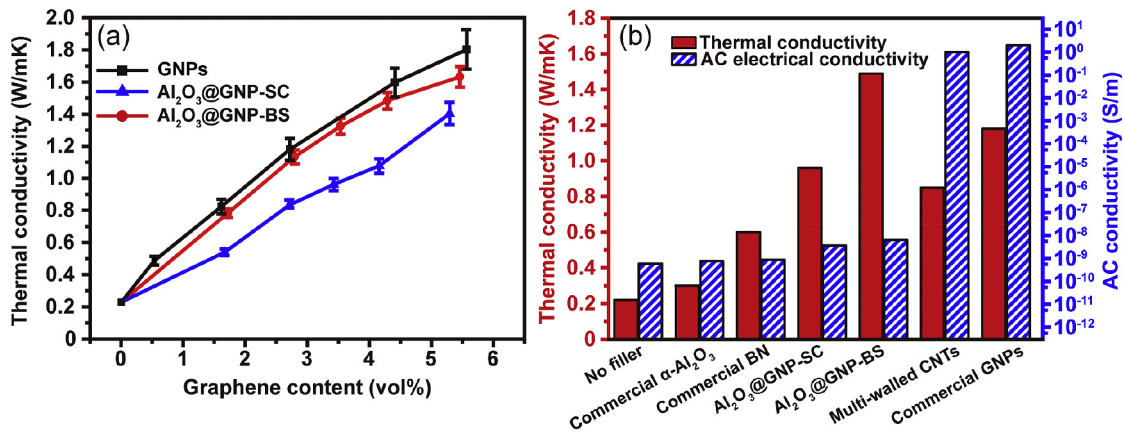 (a)
GNPs
Al₂O₃@GNP-SC
Al₂O₃@GNP-BS
Thermal conductivity (W/mK)
2.0
1.8
1.6
1.4
1.2
1.0
0.8
0.6
0.4
0.2
0
0 1 2 3 4 5 6
Graphene content (vol%)
(b)
Thermal conductivity
AC electrical conductivity
Thermal conductivity (W/mK)
1.8
1.6
1.4
1.2
1.0
0.8
0.6
0.4
0.2
0
10¹
10⁰
10⁻¹
10⁻²
10⁻³
10⁻⁴
10⁻⁵
10⁻⁶
10⁻⁷
10⁻⁸
10⁻⁹
10⁻¹⁰
10⁻¹¹
10⁻¹²
AC conductivity (S/m)
No filler
Commercial α-Al₂O₃
Commercial BN
Al₂O₃@GNP-SC
Al₂O₃@GNP-BS
Multi-walled CNTs
Commercial GNPs